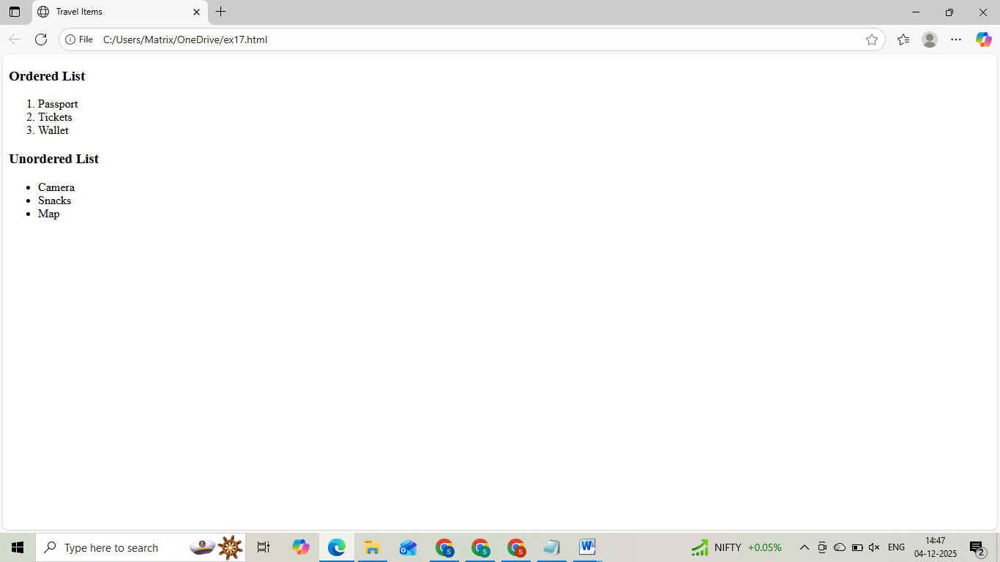 Travel Items
File C:/Users/Matrix/OneDrive/ex17.html
Ordered List
1. Passport
2. Tickets
3. Wallet
Unordered List
• Camera
• Snacks
• Map
Type here to search
S
S
S
W
NIFTY +0.05%
ENG
14:47
04-12-2025
2